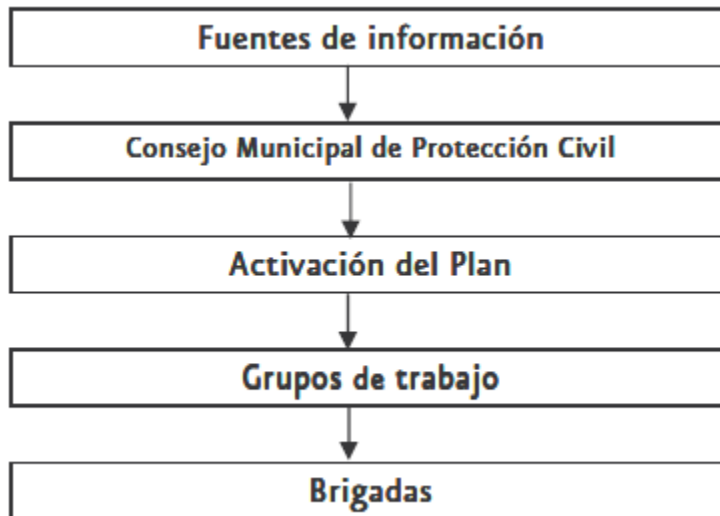 Fuentes de información
Consejo Municipal de Protección Civil
Activación del Plan
Grupos de trabajo
Brigadas